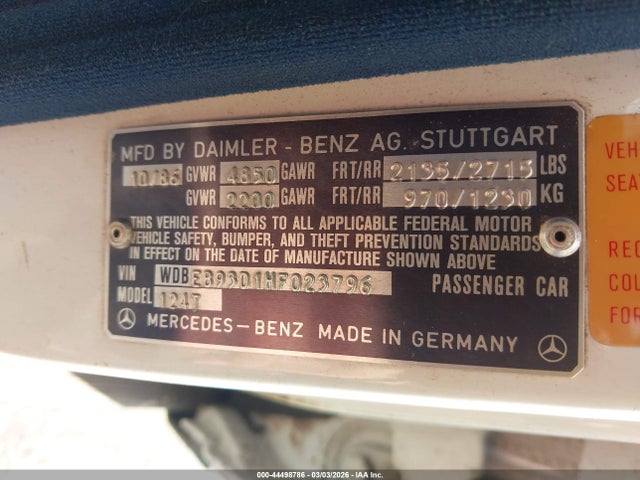 MFD BY DAIMLER - BENZ AG. STUTTGART
10/86 GVWR 4850 GAWR FRT/RR 2135/2715 LBS
GVWR 2200 GAWR FRT/RR 970/1230 KG
THIS VEHICLE CONFORMS TO ALL APPLICABLE FEDERAL MOTOR
VEHICLE SAFETY, BUMPER, AND THEFT PREVENTION STANDARDS
IN EFFECT ON THE DATE OF MANUFACTURE SHOWN ABOVE
VIN WDBEB93D1HF023796 PASSENGER CAR
MODEL 124T
MERCEDES-BENZ MADE IN GERMANY
VEH
SEA
REC
COU
FOR
000-44498786 - 03/03/2026 - IAA Inc.